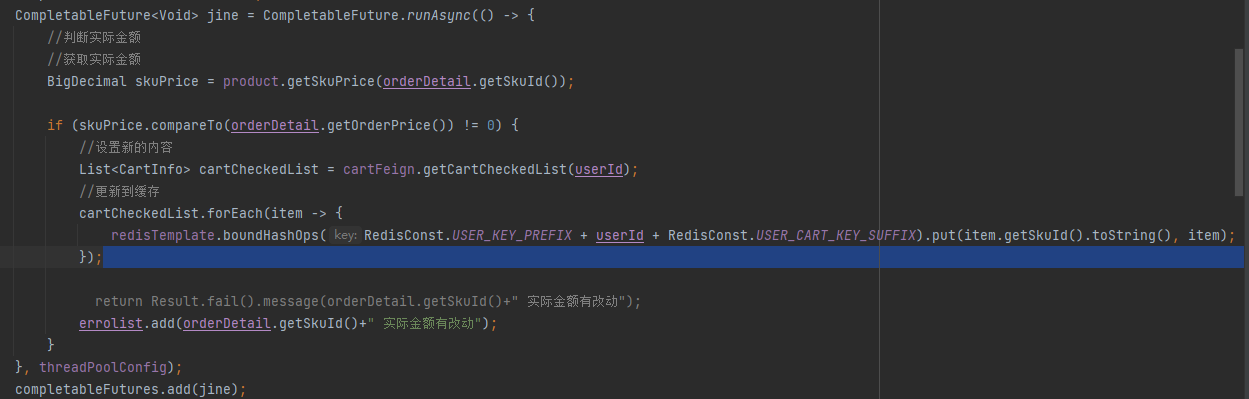 CompletableFuture<Void> jine = CompletableFuture.runAsync(() -> {
//判断实际金额
//获取实际金额
BigDecimal skuPrice = product.getSkuPrice(orderDetail.getSkuId());
if (skuPrice.compareTo(orderDetail.getOrderPrice()) != 0) {
//设置新的内容
List<CartInfo> cartCheckedList = cartFeign.getCartCheckedList(userId);
//更新到缓存
cartCheckedList.forEach(item -> {
redisTemplate.boundHashOps( key: RedisConst.USER_KEY_PREFIX + userId + RedisConst.USER_CART_KEY_SUFFIX).put(item.getSkuId().toString(), item);
});
return Result.fail().message(orderDetail.getSkuId()+" 实际金额有改动");
errolist.add(orderDetail.getSkuId()+" 实际金额有改动");
}
}, threadPoolConfig);
completableFutures.add(jine);